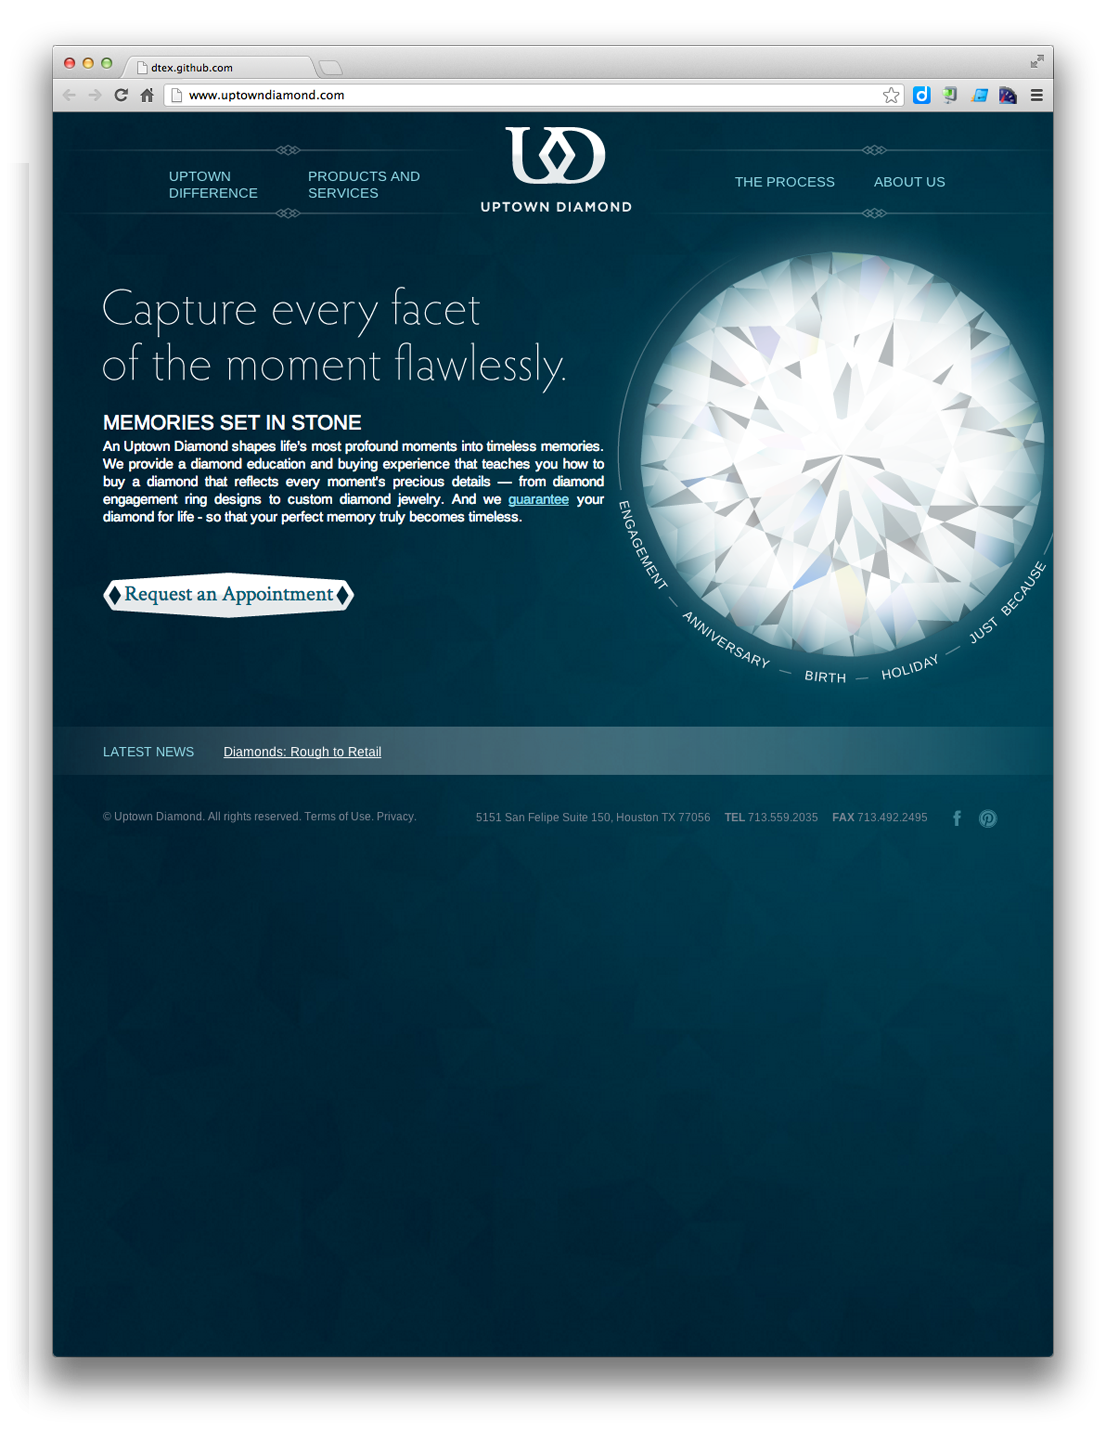 dtex.github.com
www.uptowndiamond.com
UPTOWN
DIFFERENCE
PRODUCTS AND
SERVICES
UD
UPTOWN DIAMOND
THE PROCESS
ABOUT US
Capture every facet
of the moment flawlessly.
MEMORIES SET IN STONE
An Uptown Diamond shapes life's most profound moments into timeless memories.
We provide a diamond education and buying experience that teaches you how to
buy a diamond that reflects every moment's precious details — from diamond
engagement ring designs to custom diamond jewelry. And we guarantee your
diamond for life - so that your perfect memory truly becomes timeless.
Request an Appointment
ENGAGEMENT — ANNIVERSARY — BIRTH — HOLIDAY — JUST BECAUSE —
LATEST NEWS Diamonds: Rough to Retail
© Uptown Diamond. All rights reserved. Terms of Use. Privacy.
5151 San Felipe Suite 150, Houston TX 77056 TEL 713.559.2035 FAX 713.492.2495